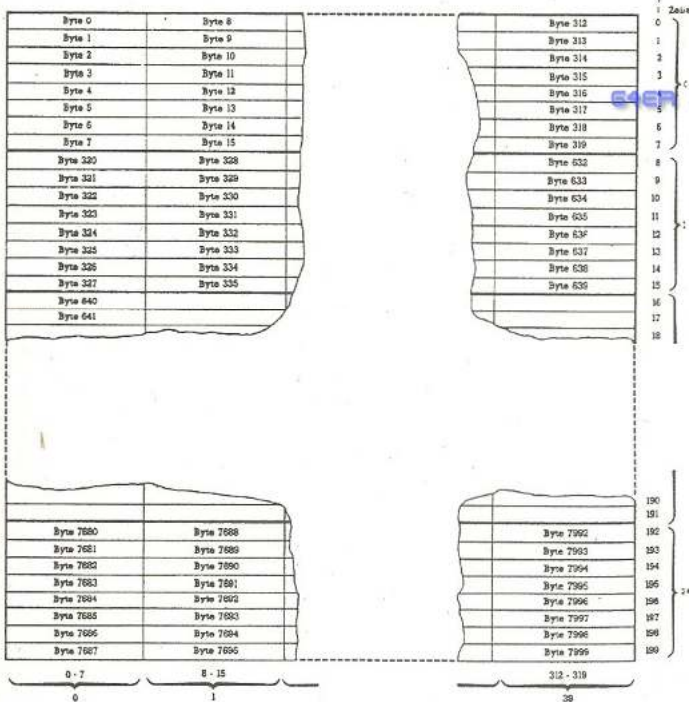 Zeile
Byte 0 Byte 8 Byte 312 0
Byte 1 Byte 9 Byte 313 1
Byte 2 Byte 10 Byte 314 2
Byte 3 Byte 11 Byte 315 3
Byte 4 Byte 12 Byte 316 64ER
Byte 5 Byte 13 Byte 317 5
Byte 6 Byte 14 Byte 318 6
Byte 7 Byte 15 Byte 319 7
Byte 320 Byte 328 Byte 632 8
Byte 321 Byte 329 Byte 633 9
Byte 322 Byte 330 Byte 634 10
Byte 323 Byte 331 Byte 635 11
Byte 324 Byte 332 Byte 636 12
Byte 325 Byte 333 Byte 637 13
Byte 326 Byte 334 Byte 638 14
Byte 327 Byte 335 Byte 639 15
Byte 640 16
Byte 641 17
18
190
191
Byte 7680 Byte 7688 Byte 7992 192
Byte 7681 Byte 7689 Byte 7993 193
Byte 7682 Byte 7690 Byte 7994 194
Byte 7683 Byte 7691 Byte 7995 195
Byte 7684 Byte 7692 Byte 7996 196
Byte 7685 Byte 7693 Byte 7997 197
Byte 7686 Byte 7694 Byte 7998 198
Byte 7687 Byte 7695 Byte 7999 199
0 - 7 8 - 15 312 - 319
0 1 39